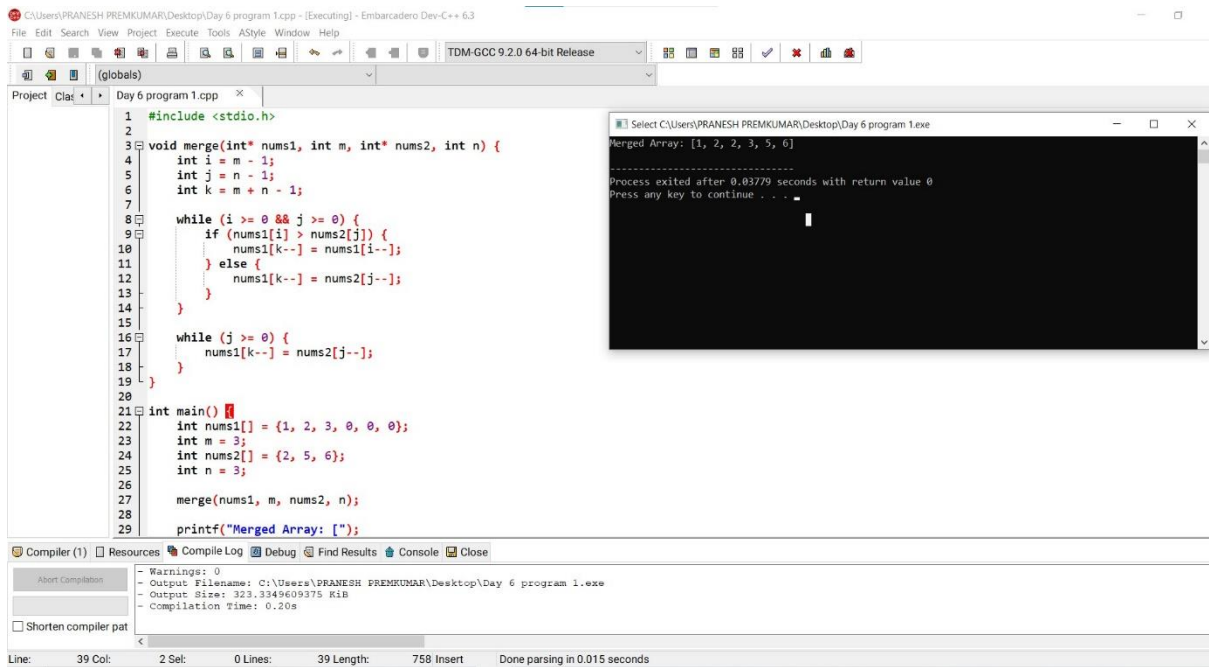 C:\Users\PRANESH PREMKUMAR\Desktop\Day 6 program 1.cpp - [Executing] - Embarcadero Dev-C++ 6.3
File Edit Search View Project Execute Tools AStyle Window Help
TDM-GCC 9.2.0 64-bit Release
(globals)
Project Clas Day 6 program 1.cpp
1 #include <stdio.h>
2
3 void merge(int* nums1, int m, int* nums2, int n) {
4 int i = m - 1;
5 int j = n - 1;
6 int k = m + n - 1;
7
8 while (i >= 0 && j >= 0) {
9 if (nums1[i] > nums2[j]) {
10 nums1[k--] = nums1[i--];
11 } else {
12 nums1[k--] = nums2[j--];
13 }
14 }
15
16 while (j >= 0) {
17 nums1[k--] = nums2[j--];
18 }
19 }
20
21 int main() {
22 int nums1[] = {1, 2, 3, 0, 0, 0};
23 int m = 3;
24 int nums2[] = {2, 5, 6};
25 int n = 3;
26
27 merge(nums1, m, nums2, n);
28
29 printf("Merged Array: [");
Select C:\Users\PRANESH PREMKUMAR\Desktop\Day 6 program 1.exe
Merged Array: [1, 2, 2, 3, 5, 6]
--------------------------------
Process exited after 0.03779 seconds with return value 0
Press any key to continue . . .
Compiler (1) Resources Compile Log Debug Find Results Console Close
Abort Compilation
Shorten compiler pat
- Warnings: 0
- Output Filename: C:\Users\PRANESH PREMKUMAR\Desktop\Day 6 program 1.exe
- Output Size: 323.3349609375 KiB
- Compilation Time: 0.20s
Line: 39 Col: 2 Sel: 0 Lines: 39 Length: 758 Insert Done parsing in 0.015 seconds